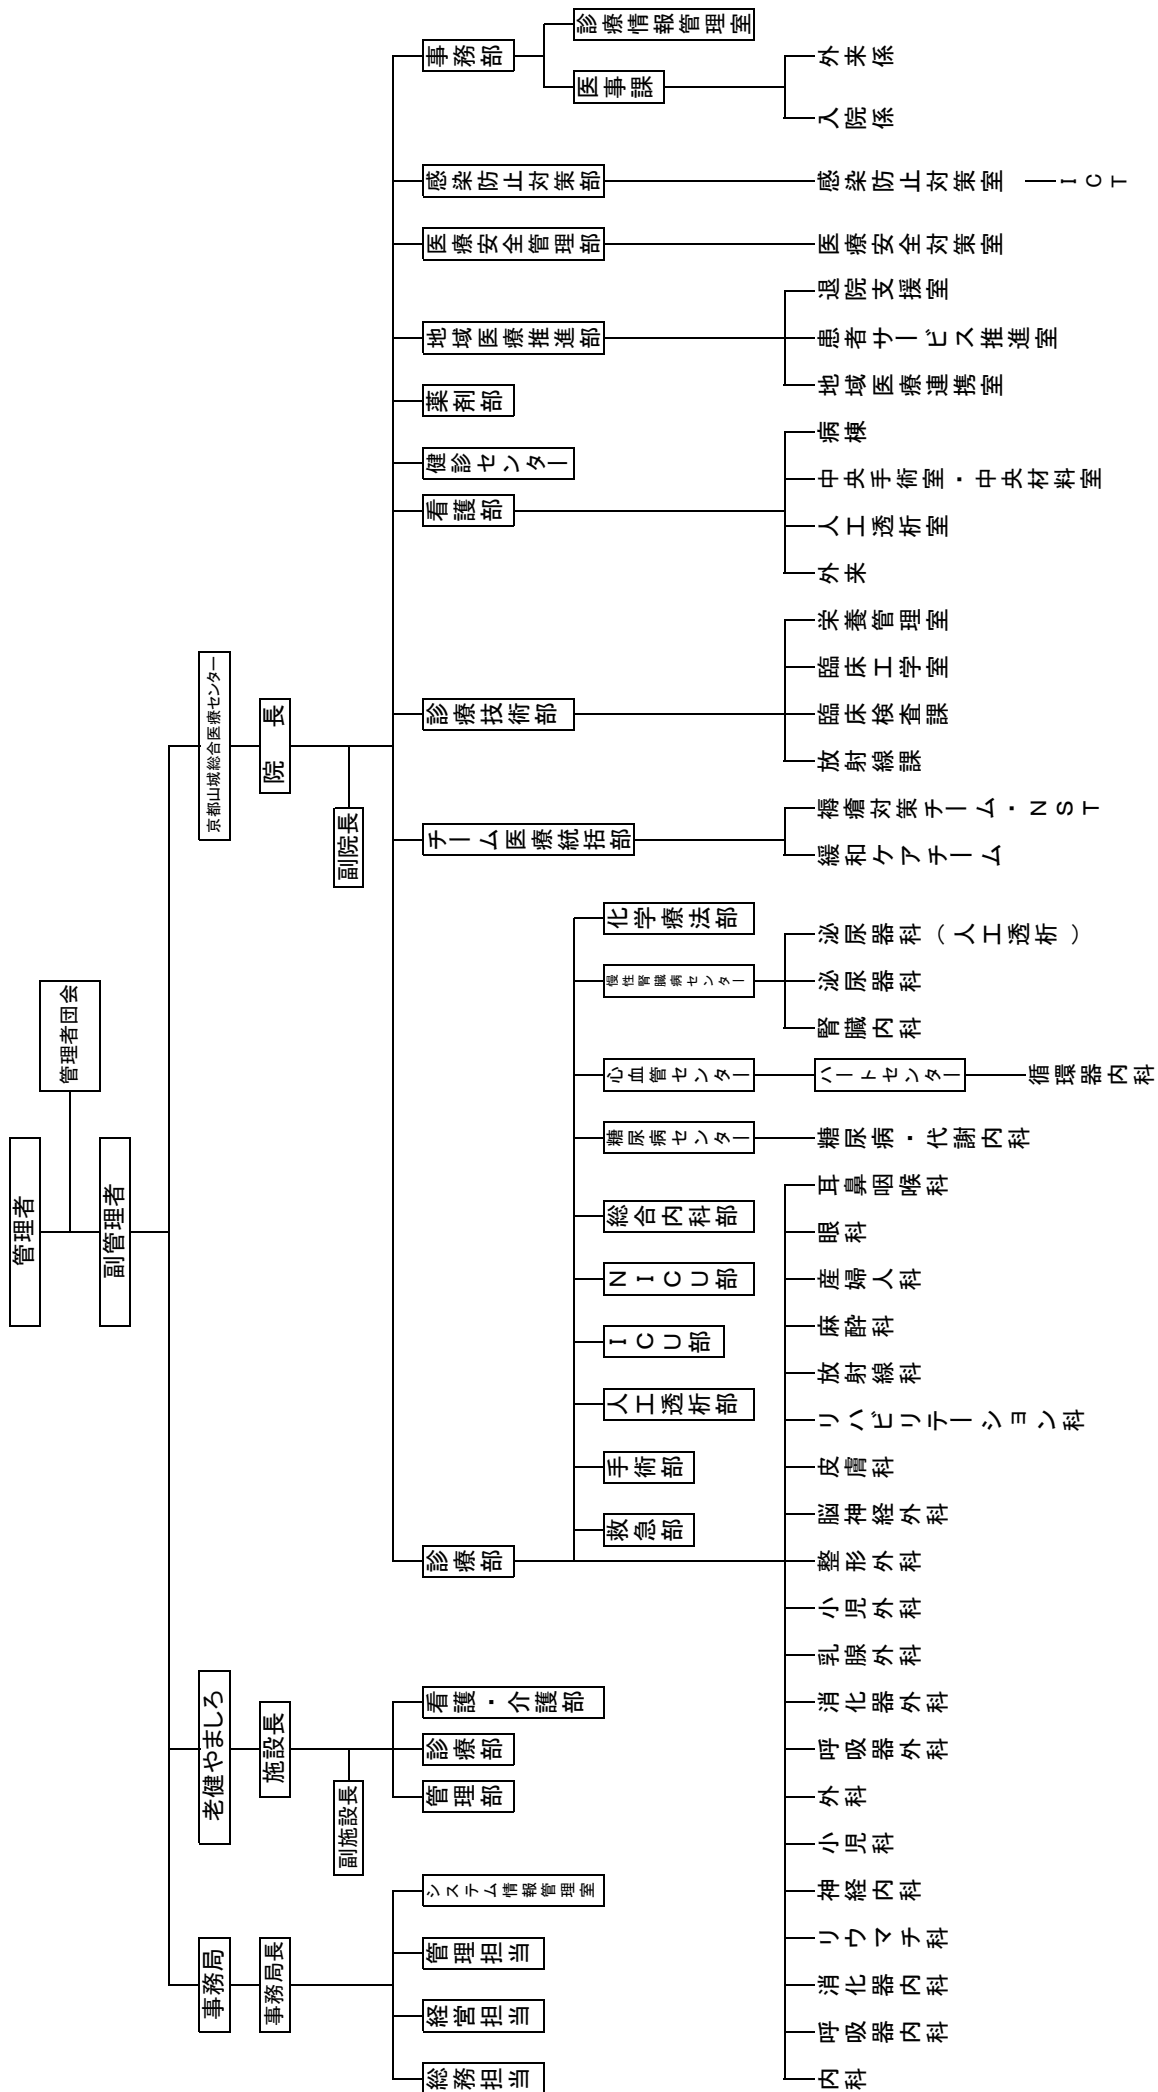 管理者
管理者団会
副管理者
事務局
事務局長
総務担当
経営担当
管理担当
システム情報管理室
老健やましろ
施設長
副施設長
管理部
診療部
看護・介護部
京都山城総合医療センター
院　長
副院長
診療部
内科
呼吸器内科
消化器内科
リウマチ科
神経内科
小児科
外科
呼吸器外科
消化器外科
乳腺外科
小児外科
整形外科
脳神経外科
皮膚科
リハビリテーション科
放射線科
麻酔科
産婦人科
眼科
耳鼻咽喉科
救急部
手術部
人工透析部
ICU部
NICU部
総合内科部
糖尿病センター
糖尿病・代謝内科
心血管センター
ハートセンター
循環器内科
慢性腎臓病センター
腎臓内科
泌尿器科
泌尿器科（人工透析）
化学療法部
チーム医療統括部
緩和ケアチーム
褥瘡対策チーム・NST
診療技術部
放射線課
臨床検査課
臨床工学室
栄養管理室
看護部
外来
人工透析室
中央手術室・中央材料室
病棟
健診センター
薬剤部
地域医療推進部
地域医療連携室
患者サービス推進室
退院支援室
医療安全管理部
医療安全対策室
感染防止対策部
感染防止対策室
ICT
事務部
医事課
入院係
外来係
診療情報管理室